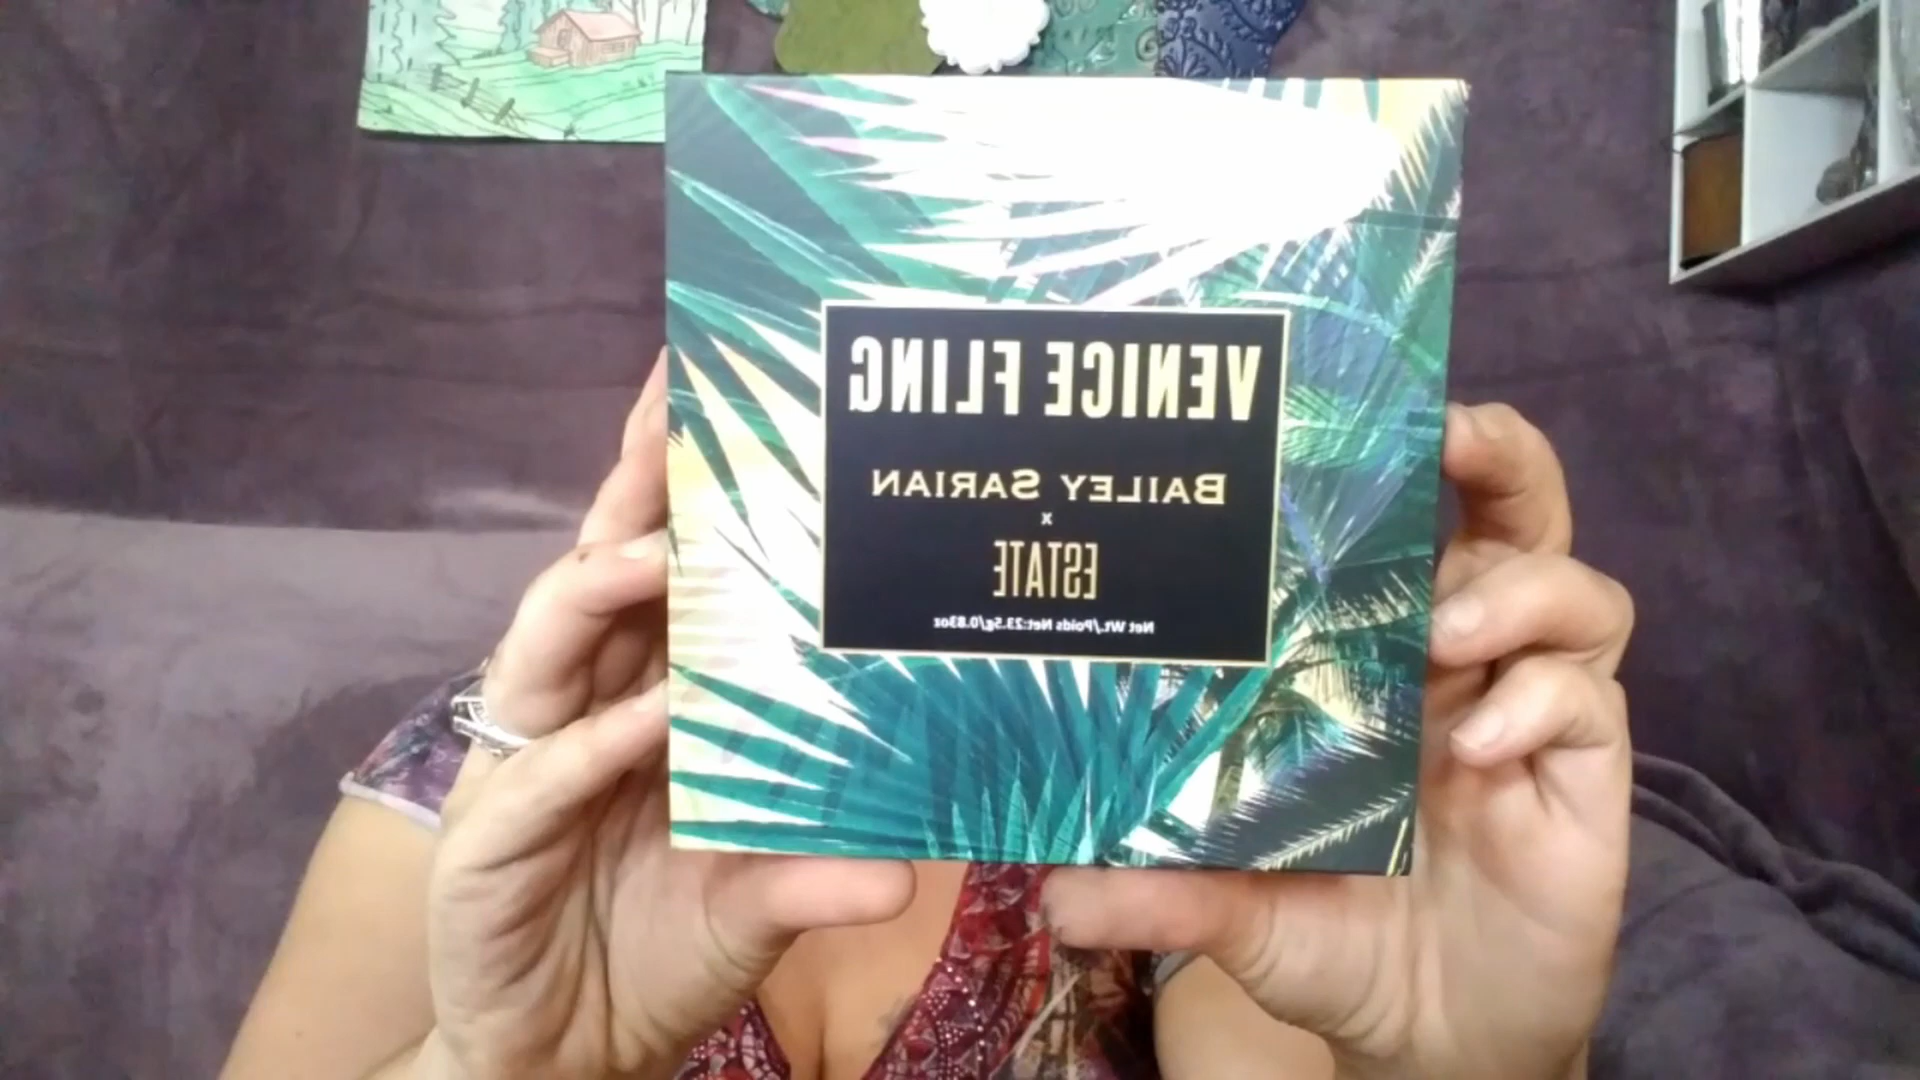 VENICE FLING
BAILEY SARIAN
x
ESTATE
Net Wt./Poids Net:23.5g/0.83oz